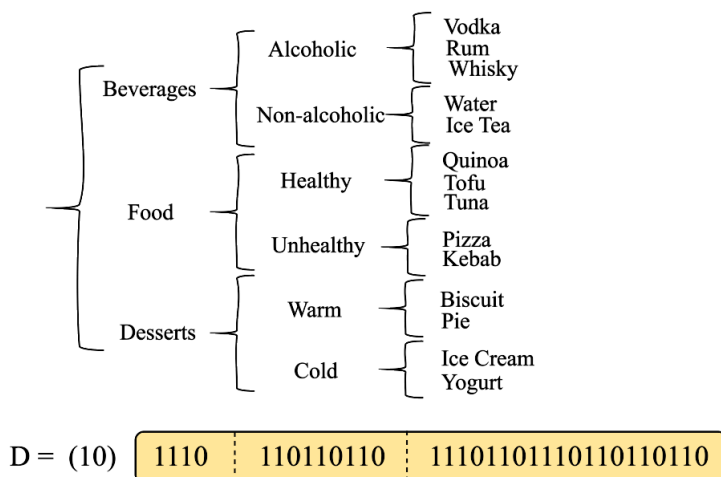 Beverages
Alcoholic
Vodka
Rum
Whisky
Non-alcoholic
Water
Ice Tea
Food
Healthy
Quinoa
Tofu
Tuna
Unhealthy
Pizza
Kebab
Desserts
Warm
Biscuit
Pie
Cold
Ice Cream
Yogurt
D = (10) 1110 110110110 11101101110110110110